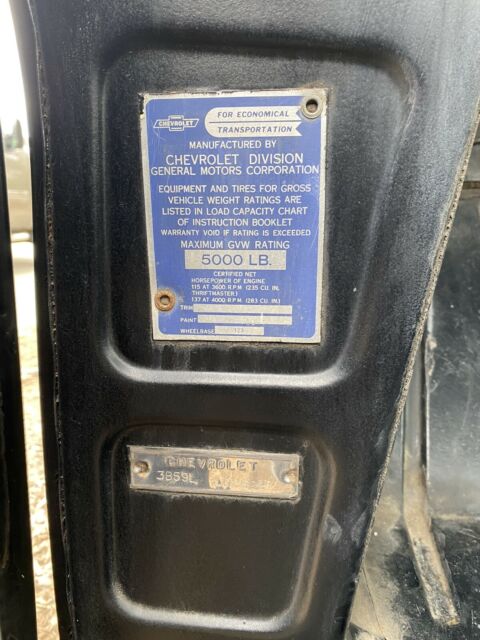 CHEVROLET
FOR ECONOMICAL
TRANSPORTATION
MANUFACTURED BY
CHEVROLET DIVISION
GENERAL MOTORS CORPORATION
EQUIPMENT AND TIRES FOR GROSS
VEHICLE WEIGHT RATINGS ARE
LISTED IN LOAD CAPACITY CHART
OF INSTRUCTION BOOKLET
WARRANTY VOID IF RATING IS EXCEEDED
MAXIMUM GVW RATING
5000 LB.
CERTIFIED NET
HORSEPOWER OF ENGINE
115 AT 3600 R.P.M (235 CU. IN.
THRIFTMASTER)
137 AT 4000 R.P.M (283 CU. IN.)
TRIM
PAINT
WHEELBASE 123
CHEVROLET
3B59L